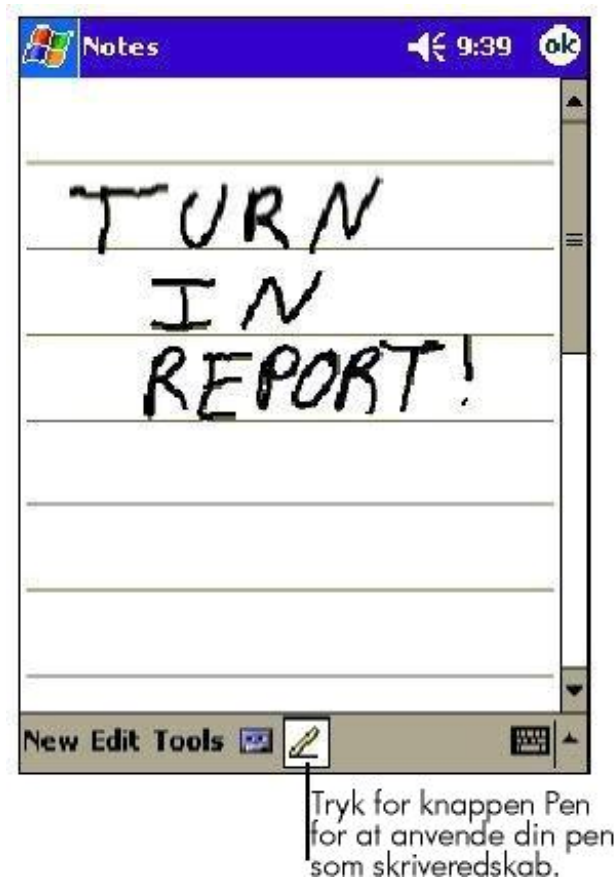 Notes 9:39 ok
TURN
IN
REPORT!
New Edit Tools
Tryk for knappen Pen
for at anvende din pen
som skriveredskab.